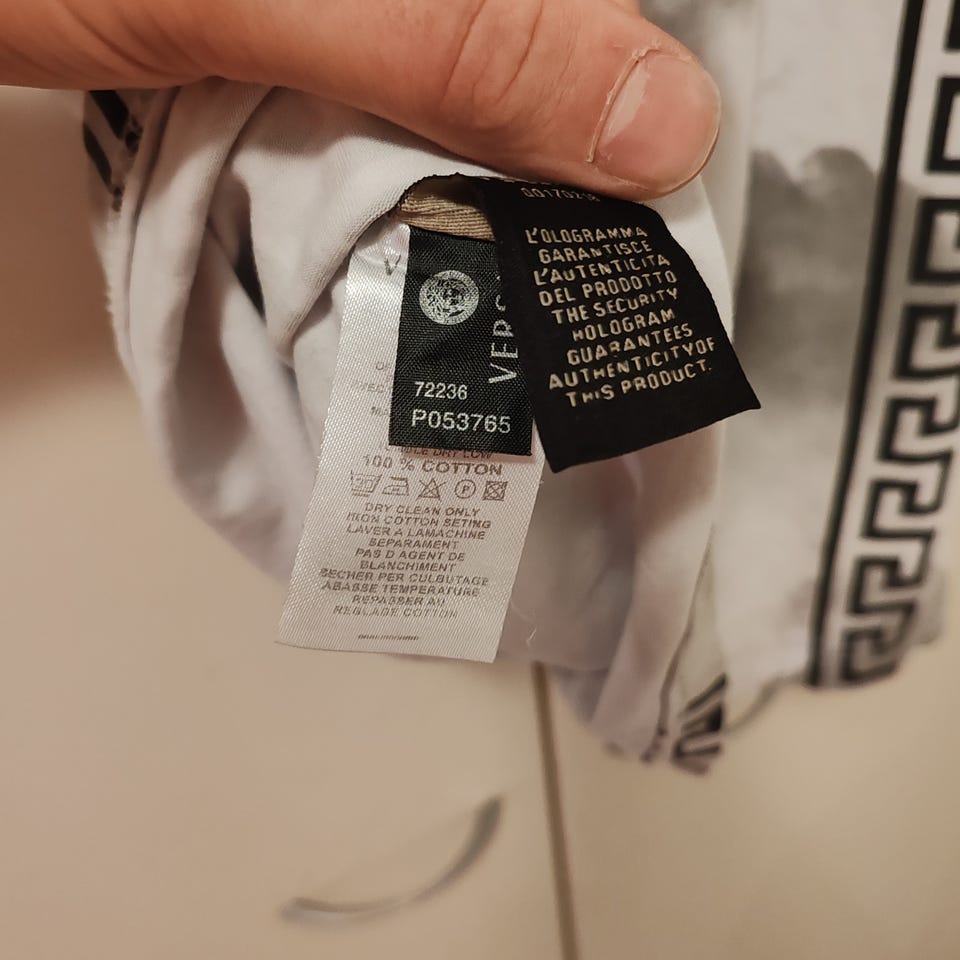 L'OLOGRAMMA
GARANTISCE
L'AUTENTICITA
DEL PRODOTTO
THE SECURITY
HOLOGRAM
GUARANTEES
AUTHENTICITYOF
THIS PRODUCT.
72236
P053765
DRY LOW
100 % COTTON
DRY CLEAN ONLY
IRON COTTON SETING
LAVER A LAMACHINE
SEPARAMENT
PAS D AGENT DE
BLANCHIMENT
SECHER PER CULBUTAGE
ABASSE TEMPERATURE
REPASSER AU
REGLAGE COTTON